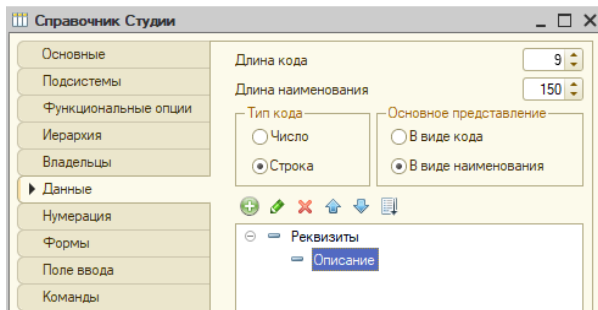 Справочник Студии
Основные
Подсистемы
Функциональные опции
Иерархия
Владельцы
Данные
Нумерация
Формы
Поле ввода
Команды
Длина кода 9
Длина наименования 150
Тип кода
Число
Строка
Основное представление
В виде кода
В виде наименования
Реквизиты
Описание